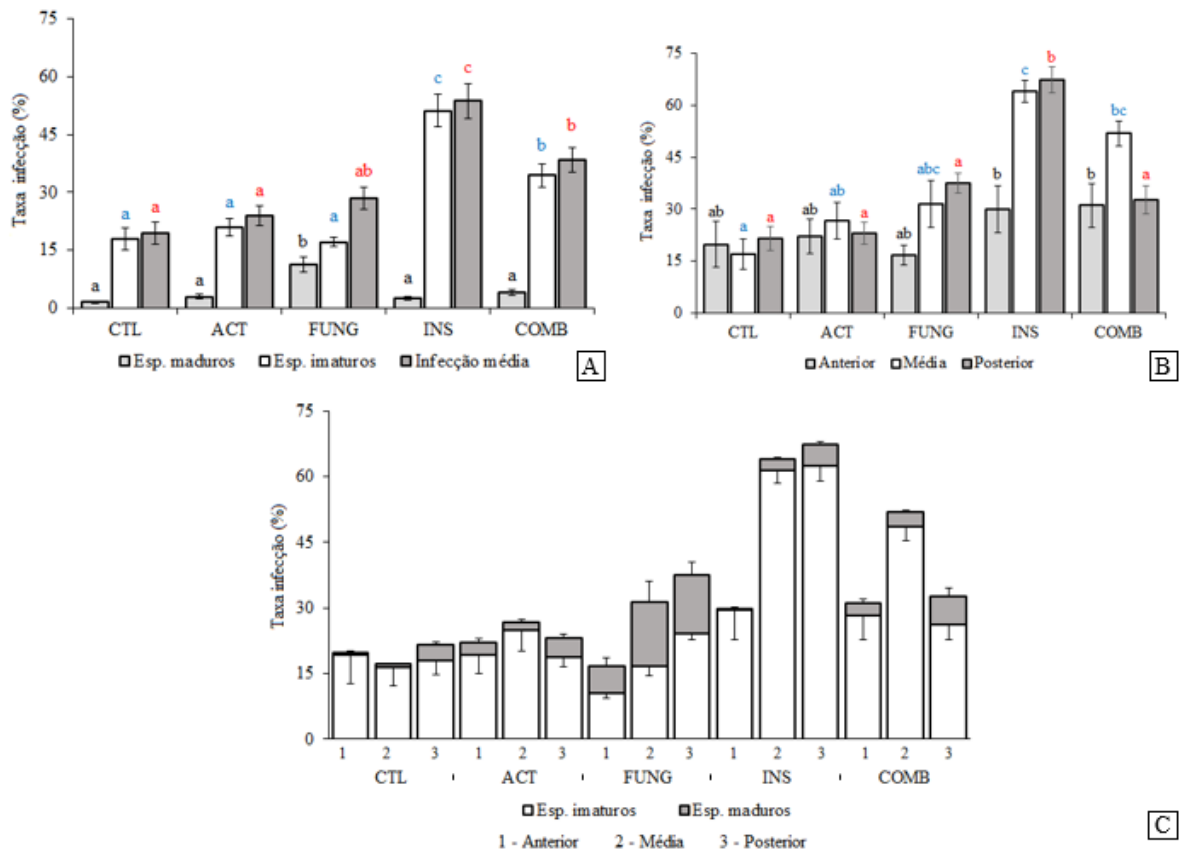 75
60
45
30
15
0
Taxa infecção (%)
a
a
a
a
a
a
b
a
ab
a
c
c
a
b
b
CTL ACT FUNG INS COMB
Esp. maduros Esp. imaturos Infecção média
A
75
60
45
30
15
0
Taxa infecção (%)
ab
a
a
ab
ab
a
ab
abc
a
b
c
b
b
bc
a
CTL ACT FUNG INS COMB
Anterior Média Posterior
B
75
60
45
30
15
0
Taxa infecção (%)
1 2 3 1 2 3 1 2 3 1 2 3 1 2 3
CTL ACT FUNG INS COMB
Esp. imaturos Esp. maduros
1 - Anterior 2 - Média 3 - Posterior
C